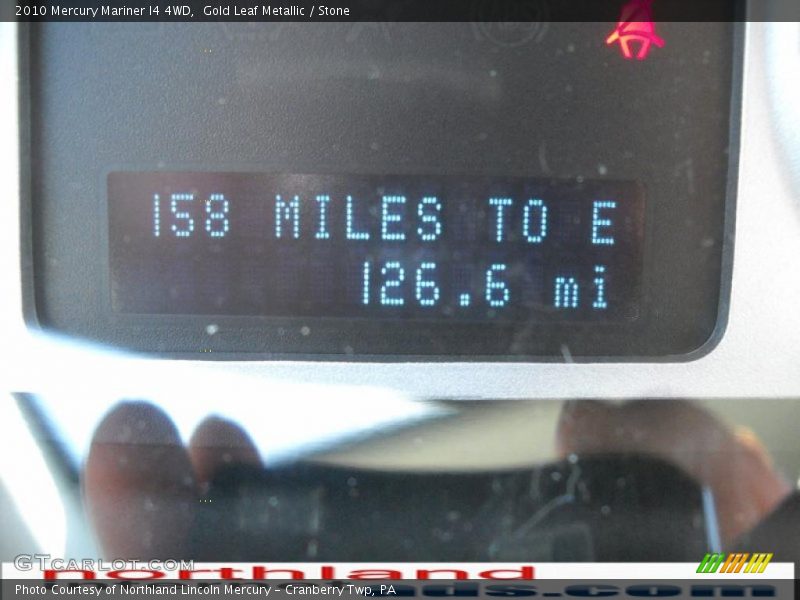 2010 Mercury Mariner I4 4WD,  Gold Leaf Metallic / Stone
158 MILES TO E
126.6 mi
GTCarLot.com
northland
Photo Courtesy of Northland Lincoln Mercury - Cranberry Twp, PA